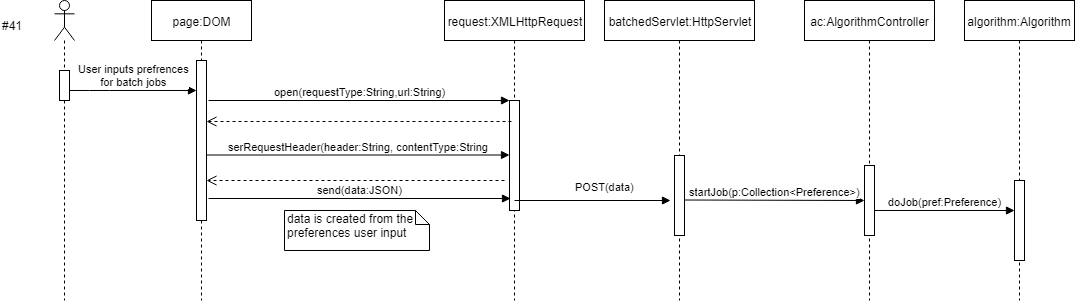 #41
page:DOM
request:XMLHttpRequest
batchedServlet:HttpServlet
ac:AlgorithmController
algorithm:Algorithm
User inputs prefrences
for batch jobs
open(requestType:String,url:String)
serRequestHeader(header:String, contentType:String
send(data:JSON)
POST(data)
startJob(p:Collection<Preference>)
doJob(pref:Preference)
data is created from the
preferences user input